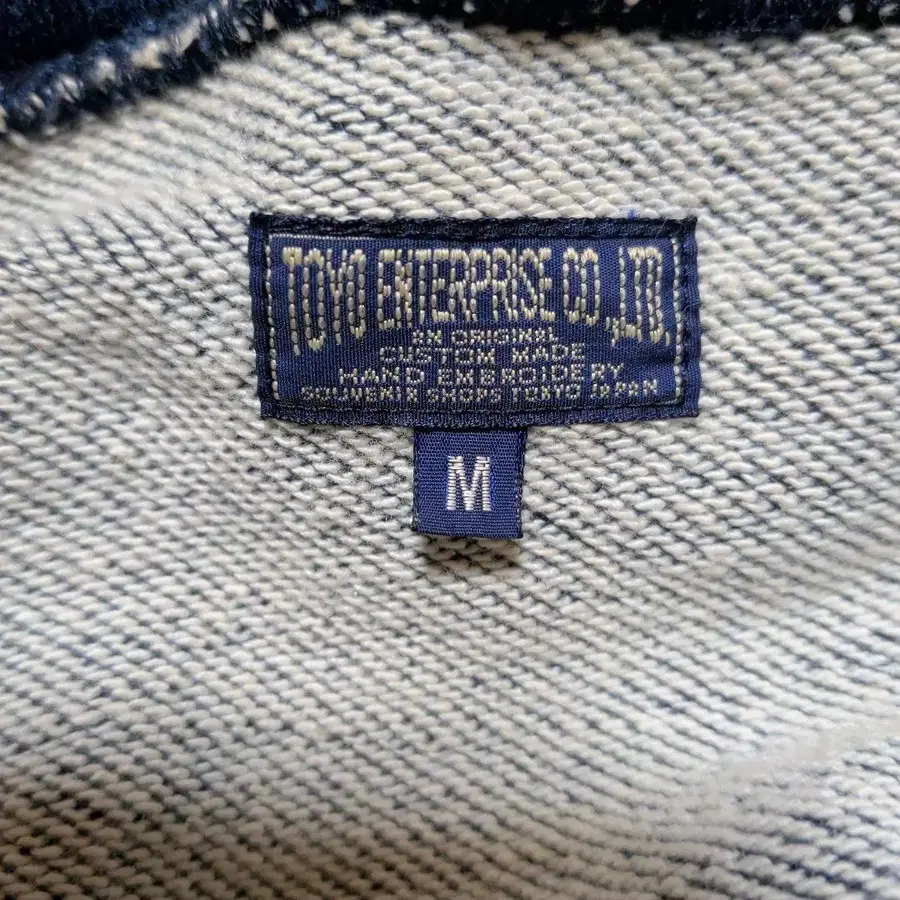 TOYO ENTERPRISE CO.,LTD.
AN ORIGINAL
CUSTOM MADE
HAND EMBROIDERY
SOUVENIR SHOPS TOKYO JAPAN
M